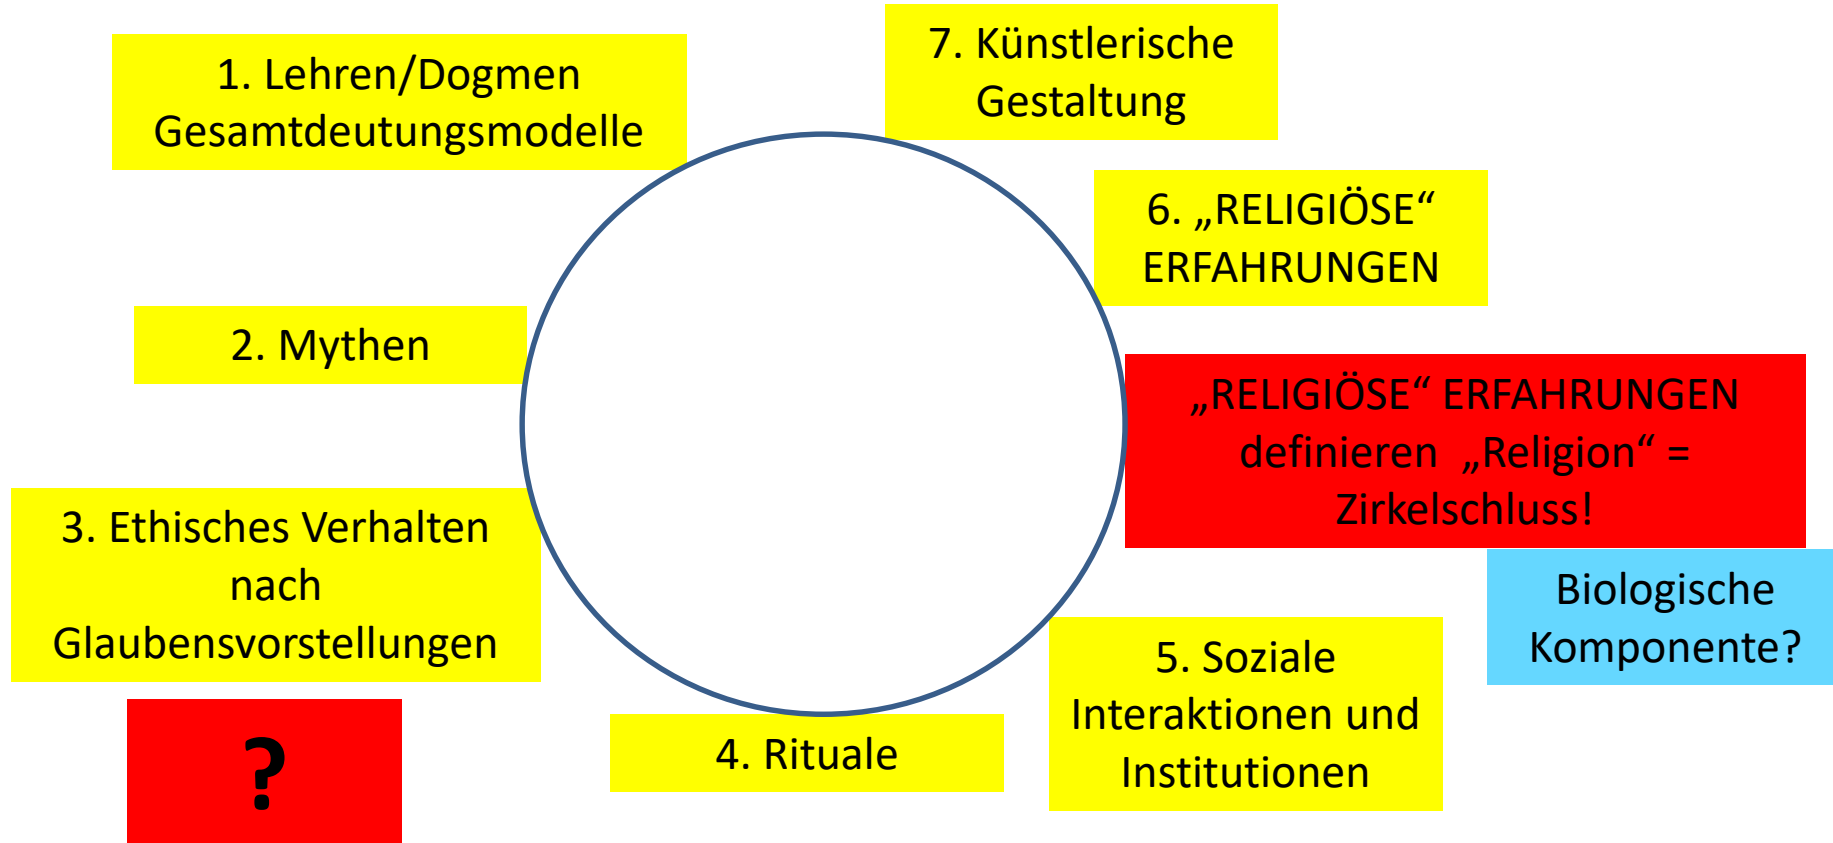 1. Lehren/Dogmen
Gesamtdeutungsmodelle
2. Mythen
3. Ethisches Verhalten
nach
Glaubensvorstellungen
?
4. Rituale
5. Soziale
Interaktionen und
Institutionen
6. „RELIGIÖSE“
ERFAHRUNGEN
„RELIGIÖSE“ ERFAHRUNGEN
definieren „Religion“ =
Zirkelschluss!
Biologische
Komponente?
7. Künstlerische
Gestaltung